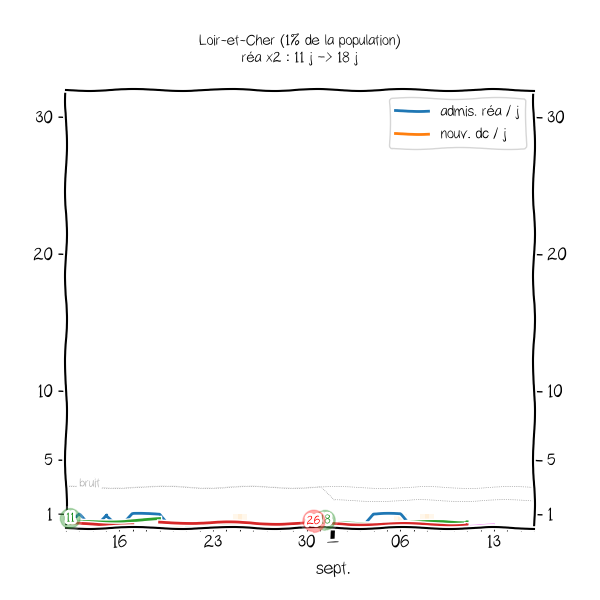 Loir-et-Cher (1% de la population)
réa x2 : 11 j -> 18 j
admis. réa / j
nouv. dc / j
30
30
20
20
10
10
5
5
bruit
1
1
11
26
16
23
30
06
13
sept.